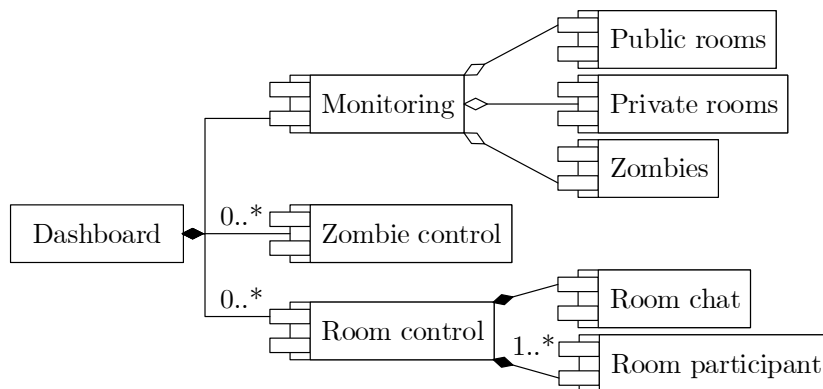 Public rooms
Monitoring
Private rooms
Zombies
0..*
Dashboard
Zombie control
0..*
Room chat
Room control
1..*
Room participant